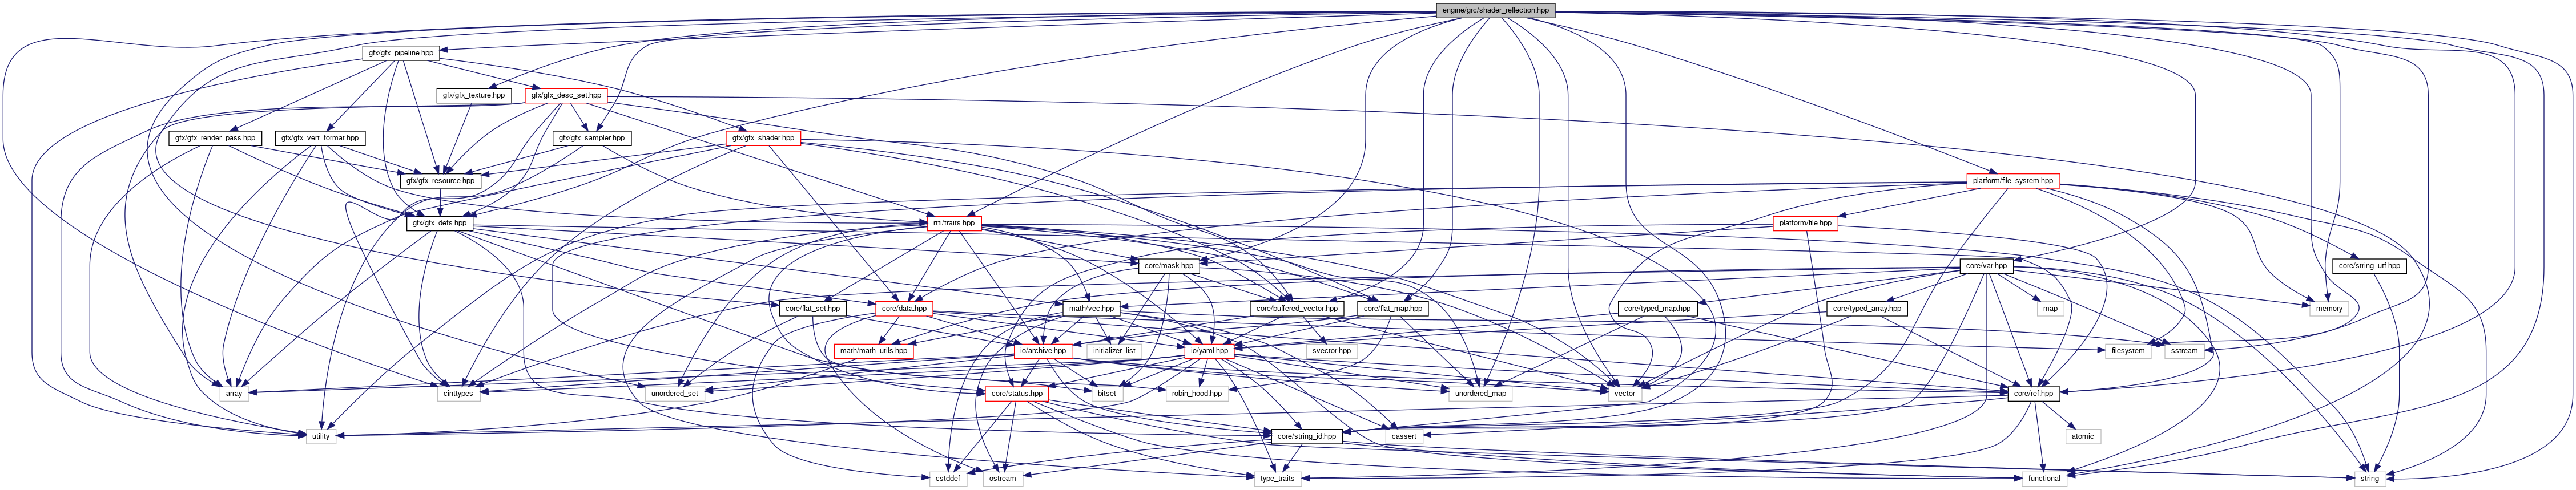 engine/grc/shader_reflection.hpp
gfx/gfx_pipeline.hpp
gfx/gfx_texture.hpp
gfx/gfx_desc_set.hpp
gfx/gfx_render_pass.hpp
gfx/gfx_vert_format.hpp
gfx/gfx_sampler.hpp
gfx/gfx_shader.hpp
gfx/gfx_resource.hpp
platform/file_system.hpp
gfx/gfx_defs.hpp
rtti/traits.hpp
platform/file.hpp
core/mask.hpp
core/var.hpp
core/string_utf.hpp
core/flat_set.hpp
core/data.hpp
math/vec.hpp
core/buffered_vector.hpp
core/flat_map.hpp
core/typed_map.hpp
core/typed_array.hpp
map
memory
math/math_utils.hpp
io/archive.hpp
initializer_list
io/yaml.hpp
svector.hpp
filesystem
sstream
array
cinttypes
unordered_set
core/status.hpp
bitset
robin_hood.hpp
unordered_map
vector
core/ref.hpp
utility
core/string_id.hpp
cassert
atomic
cstddef
ostream
type_traits
functional
string